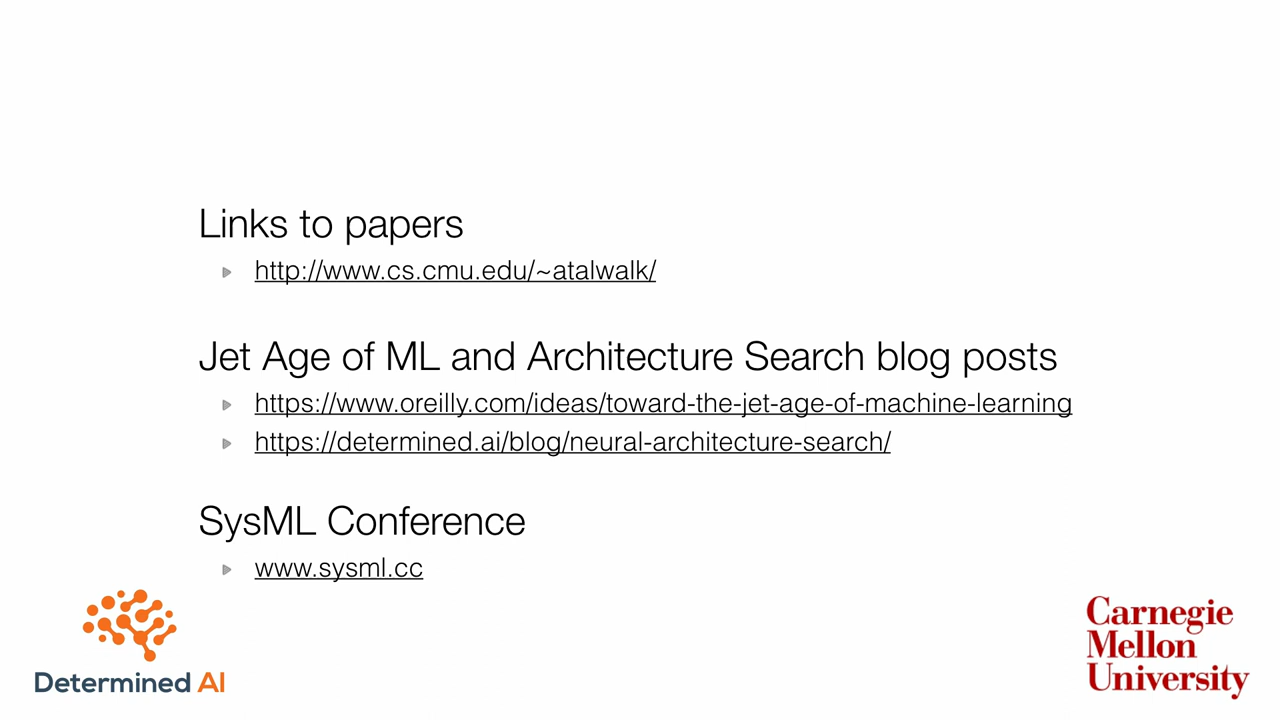 Links to papers
http://www.cs.cmu.edu/~atalwalk/
Jet Age of ML and Architecture Search blog posts
https://www.oreilly.com/ideas/toward-the-jet-age-of-machine-learning
https://determined.ai/blog/neural-architecture-search/
SysML Conference
www.sysml.cc
Determined AI
Carnegie
Mellon
University